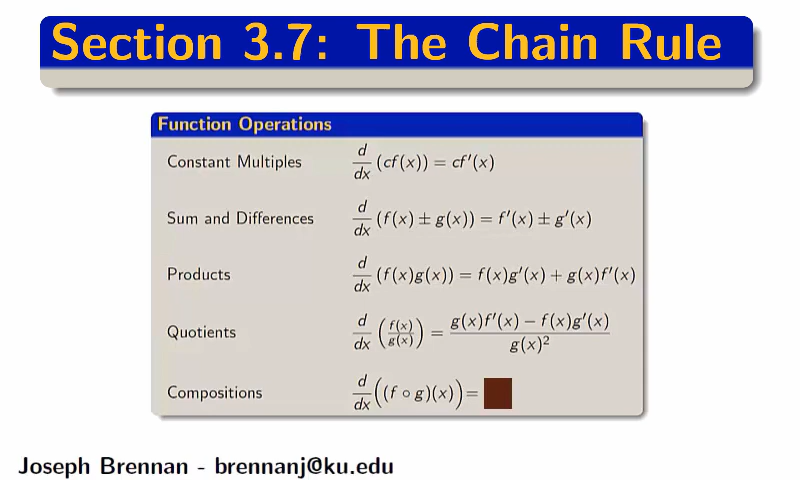 Section 3.7: The Chain Rule
Function Operations
Constant Multiples d/dx (cf(x)) = cf′(x)
Sum and Differences d/dx (f(x) ± g(x)) = f′(x) ± g′(x)
Products d/dx (f(x)g(x)) = f(x)g′(x) + g(x)f′(x)
Quotients d/dx (f(x)/g(x)) = (g(x)f′(x) − f(x)g′(x))/g(x)²
Compositions d/dx ((f ∘ g)(x)) =
Joseph Brennan - brennanj@ku.edu